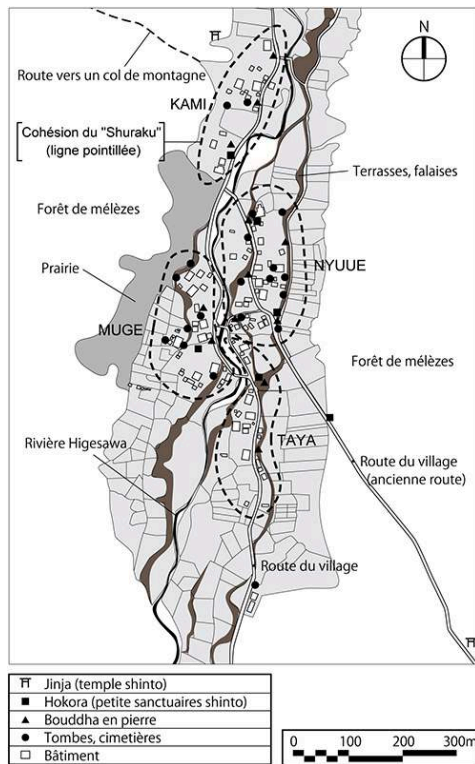 N
Route vers un col de montagne
KAMI
Cohésion du "Shuraku"
(ligne pointillée)
Terrasses, falaises
Forêt de mélèzes
NYUUE
Prairie
MUGE
Forêt de mélèzes
TAYA
Rivière Higesawa
Route du village
(ancienne route)
Route du village
Jinja (temple shinto)
Hokora (petite sanctuaires shinto)
Bouddha en pierre
Tombes, cimetières
Bâtiment
0 100 200 300m